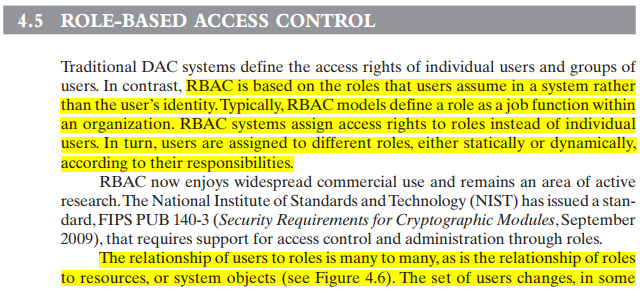 4.5 ROLE-BASED ACCESS CONTROL
Traditional DAC systems define the access rights of individual users and groups of
users. In contrast, RBAC is based on the roles that users assume in a system rather
than the user's identity. Typically, RBAC models define a role as a job function within
an organization. RBAC systems assign access rights to roles instead of individual
users. In turn, users are assigned to different roles, either statically or dynamically,
according to their responsibilities.
RBAC now enjoys widespread commercial use and remains an area of active
research. The National Institute of Standards and Technology (NIST) has issued a stan-
dard, FIPS PUB 140-3 (Security Requirements for Cryptographic Modules, September
2009), that requires support for access control and administration through roles.
The relationship of users to roles is many to many, as is the relationship of roles
to resources, or system objects (see Figure 4.6). The set of users changes, in some